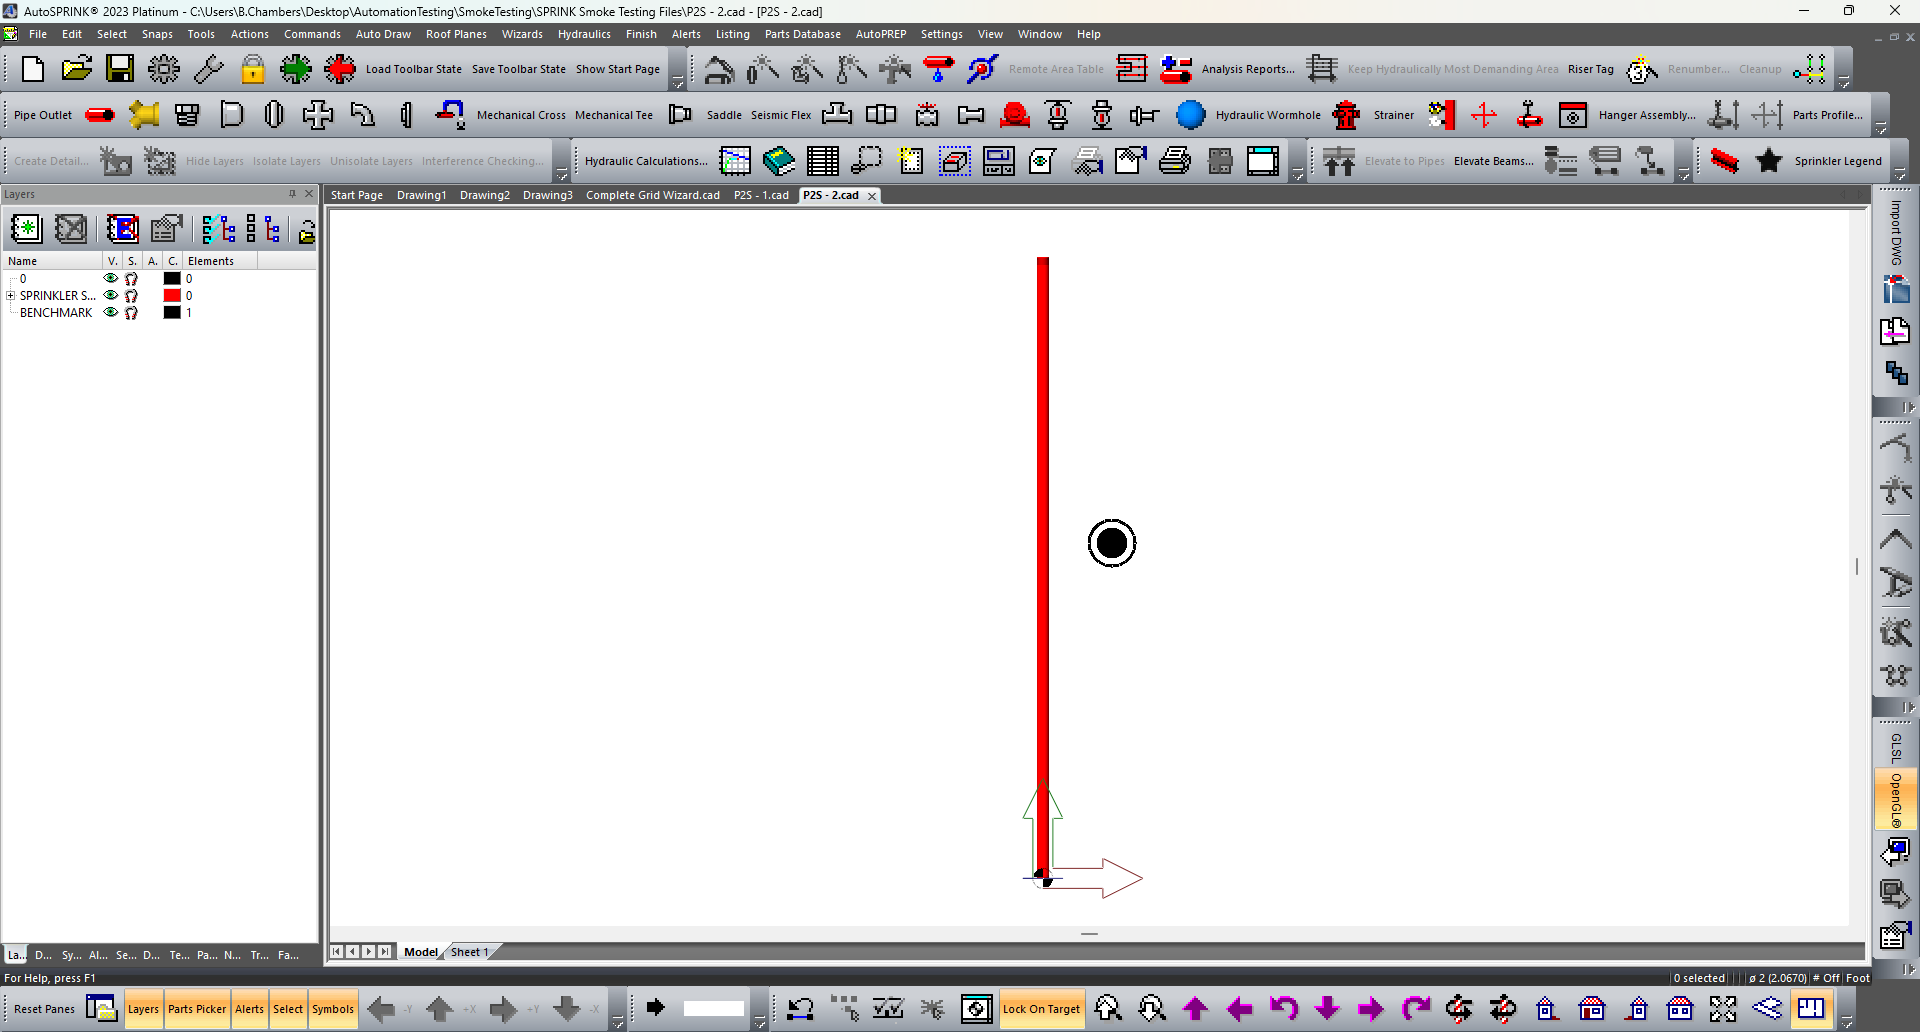 AutoSPRINK® 2023 Platinum - C:\Users\B.Chambers\Desktop\AutomationTesting\SmokeTesting\SPRINK Smoke Testing Files\P2S - 2.cad - [P2S - 2.cad]
File Edit Select Snaps Tools Actions Commands Auto Draw Roof Planes Wizards Hydraulics Finish Alerts Listing Parts Database AutoPREP Settings View Window Help
Load Toolbar State Save Toolbar State Show Start Page Remote Area Table Analysis Reports... Keep Hydraulically Most Demanding Area Riser Tag Renumber... Cleanup
Pipe Outlet Mechanical Cross Mechanical Tee Saddle Seismic Flex Hydraulic Wormhole Strainer Hanger Assembly... Parts Profile...
Create Detail... Hide Layers Isolate Layers Unisolate Layers Interference Checking... Hydraulic Calculations... Elevate to Pipes Elevate Beams... Sprinkler Legend
Layers
Start Page Drawing1 Drawing2 Drawing3 Complete Grid Wizard.cad P2S - 1.cad P2S - 2.cad
Name V. S. A. C. Elements
0 0
SPRINKLER S... 0
BENCHMARK 1
Import DWG
GLSL
OpenGL®
La... D... Sy... Al... Se... D... Te... Pa... N... Tr... Fa...
Model Sheet 1
For Help, press F1
0 selected ø 2 (2.0670) # Off Foot
Reset Panes Layers Parts Picker Alerts Select Symbols -Y +X +Y -X Lock On Target